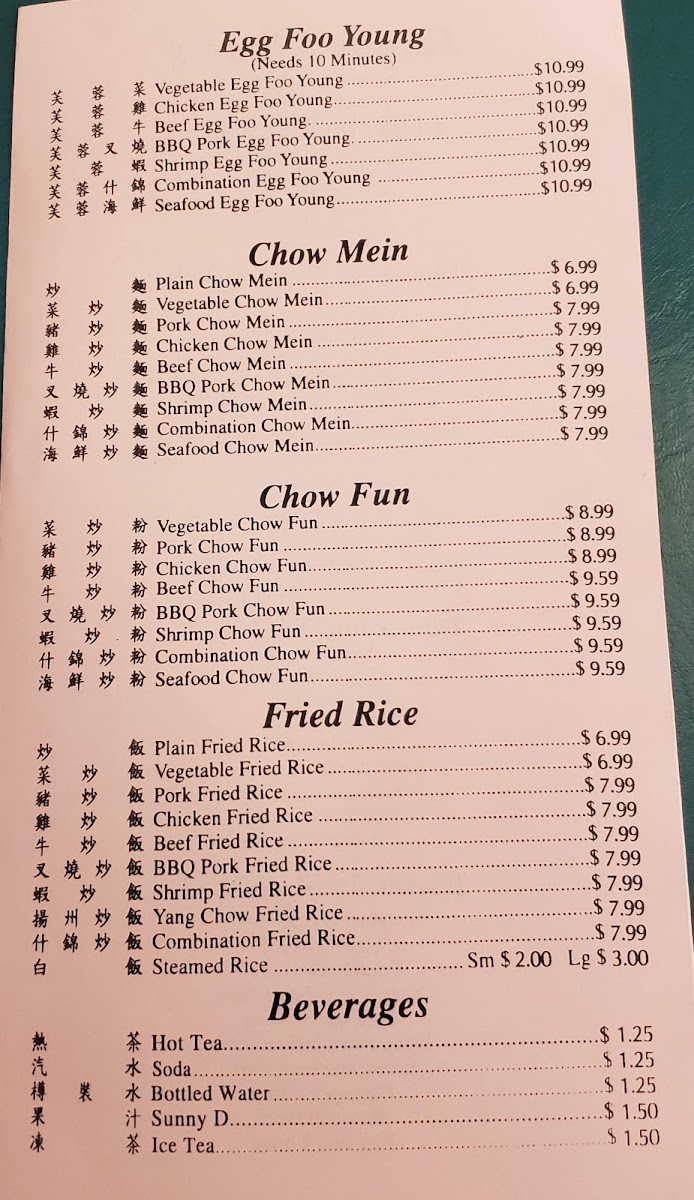 Egg Foo Young
(Needs 10 Minutes)
芙蓉菜 Vegetable Egg Foo Young $10.99
芙蓉雞 Chicken Egg Foo Young $10.99
芙蓉牛 Beef Egg Foo Young. $10.99
芙蓉叉燒 BBQ Pork Egg Foo Young $10.99
芙蓉蝦 Shrimp Egg Foo Young $10.99
芙蓉什錦 Combination Egg Foo Young $10.99
芙蓉海鮮 Seafood Egg Foo Young $10.99
Chow Mein
炒麵 Plain Chow Mein $ 6.99
菜炒麵 Vegetable Chow Mein $ 6.99
豬炒麵 Pork Chow Mein $ 7.99
雞炒麵 Chicken Chow Mein $ 7.99
牛炒麵 Beef Chow Mein $ 7.99
叉燒炒麵 BBQ Pork Chow Mein $ 7.99
蝦炒麵 Shrimp Chow Mein $ 7.99
什錦炒麵 Combination Chow Mein $ 7.99
海鮮炒麵 Seafood Chow Mein $ 7.99
Chow Fun
菜炒粉 Vegetable Chow Fun $ 8.99
豬炒粉 Pork Chow Fun $ 8.99
雞炒粉 Chicken Chow Fun $ 8.99
牛炒粉 Beef Chow Fun $ 9.59
叉燒炒粉 BBQ Pork Chow Fun $ 9.59
蝦炒粉 Shrimp Chow Fun $ 9.59
什錦炒粉 Combination Chow Fun $ 9.59
海鮮炒粉 Seafood Chow Fun $ 9.59
Fried Rice
炒飯 Plain Fried Rice $ 6.99
菜炒飯 Vegetable Fried Rice $ 6.99
豬炒飯 Pork Fried Rice $ 7.99
雞炒飯 Chicken Fried Rice $ 7.99
牛炒飯 Beef Fried Rice $ 7.99
叉燒炒飯 BBQ Pork Fried Rice $ 7.99
蝦炒飯 Shrimp Fried Rice $ 7.99
揚州炒飯 Yang Chow Fried Rice $ 7.99
什錦炒飯 Combination Fried Rice $ 7.99
白飯 Steamed Rice Sm $ 2.00 Lg $ 3.00
Beverages
熱茶 Hot Tea $ 1.25
汽水 Soda $ 1.25
樽裝水 Bottled Water $ 1.25
果汁 Sunny D $ 1.50
凍茶 Ice Tea $ 1.50